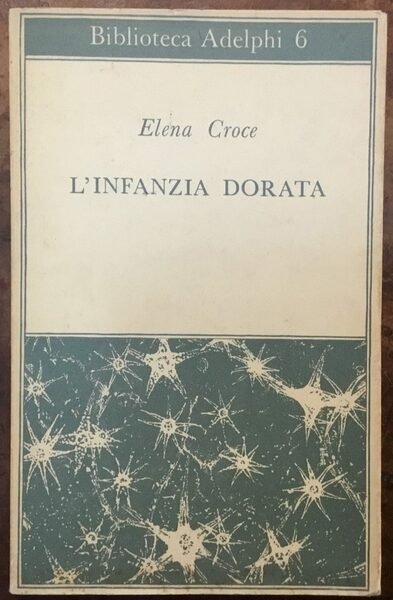 Biblioteca Adelphi 6
Elena Croce
L'INFANZIA DORATA